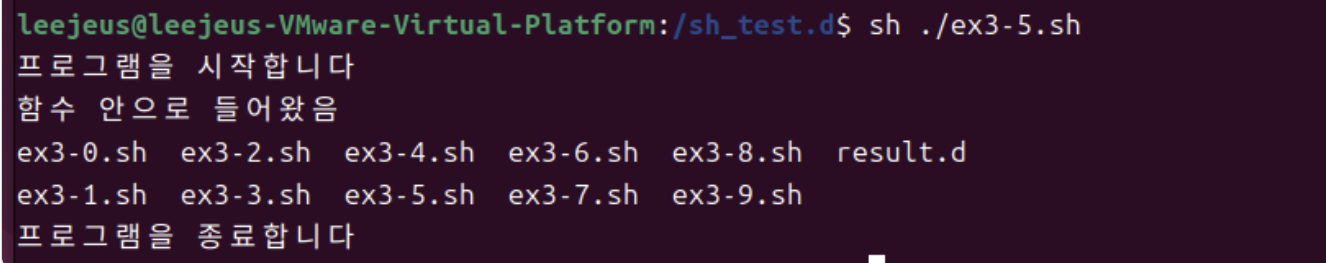 leejeus@leejeus-VMware-Virtual-Platform:/sh_test.d$ sh ./ex3-5.sh
프로그램을 시작합니다
함수 안으로 들어왔음
ex3-0.sh  ex3-2.sh  ex3-4.sh  ex3-6.sh  ex3-8.sh  result.d
ex3-1.sh  ex3-3.sh  ex3-5.sh  ex3-7.sh  ex3-9.sh
프로그램을 종료합니다